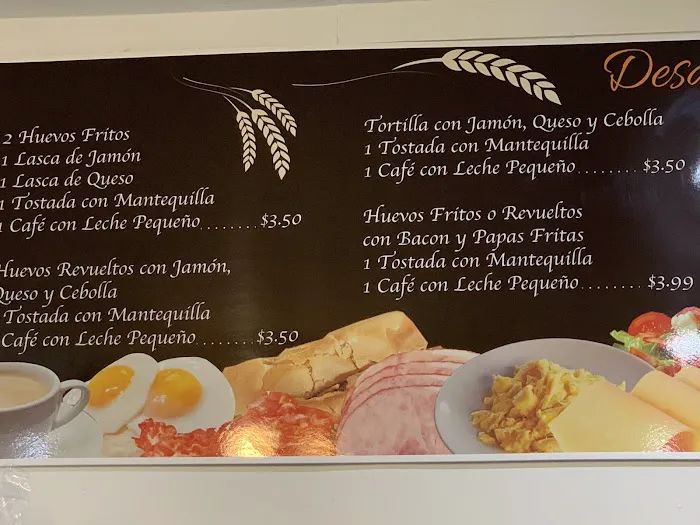 Desa
2 Huevos Fritos
1 Lasca de Jamón
1 Lasca de Queso
1 Tostada con Mantequilla
1 Café con Leche Pequeño........$3.50
Huevos Revueltos con Jamón,
Queso y Cebolla
Tostada con Mantequilla
Café con Leche Pequeño........$3.50
Tortilla con Jamón, Queso y Cebolla
1 Tostada con Mantequilla
1 Café con Leche Pequeño........$3.50
Huevos Fritos o Revueltos
con Bacon y Papas Fritas
1 Tostada con Mantequilla
1 Café con Leche Pequeño........$3.99